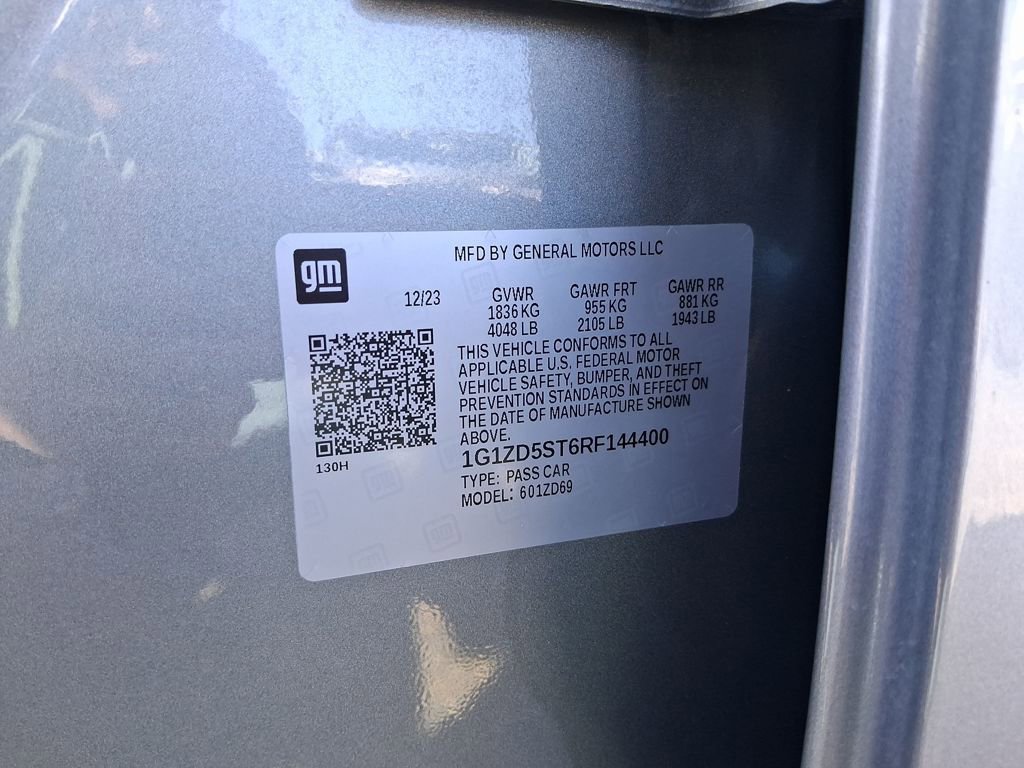 gm
MFD BY GENERAL MOTORS LLC
12/23
GVWR
1836 KG
4048 LB
GAWR FRT
955 KG
2105 LB
GAWR RR
881 KG
1943 LB
THIS VEHICLE CONFORMS TO ALL
APPLICABLE U.S. FEDERAL MOTOR
VEHICLE SAFETY, BUMPER, AND THEFT
PREVENTION STANDARDS IN EFFECT ON
THE DATE OF MANUFACTURE SHOWN
ABOVE.
1G1ZD5ST6RF144400
TYPE: PASS CAR
MODEL: 601ZD69
130H